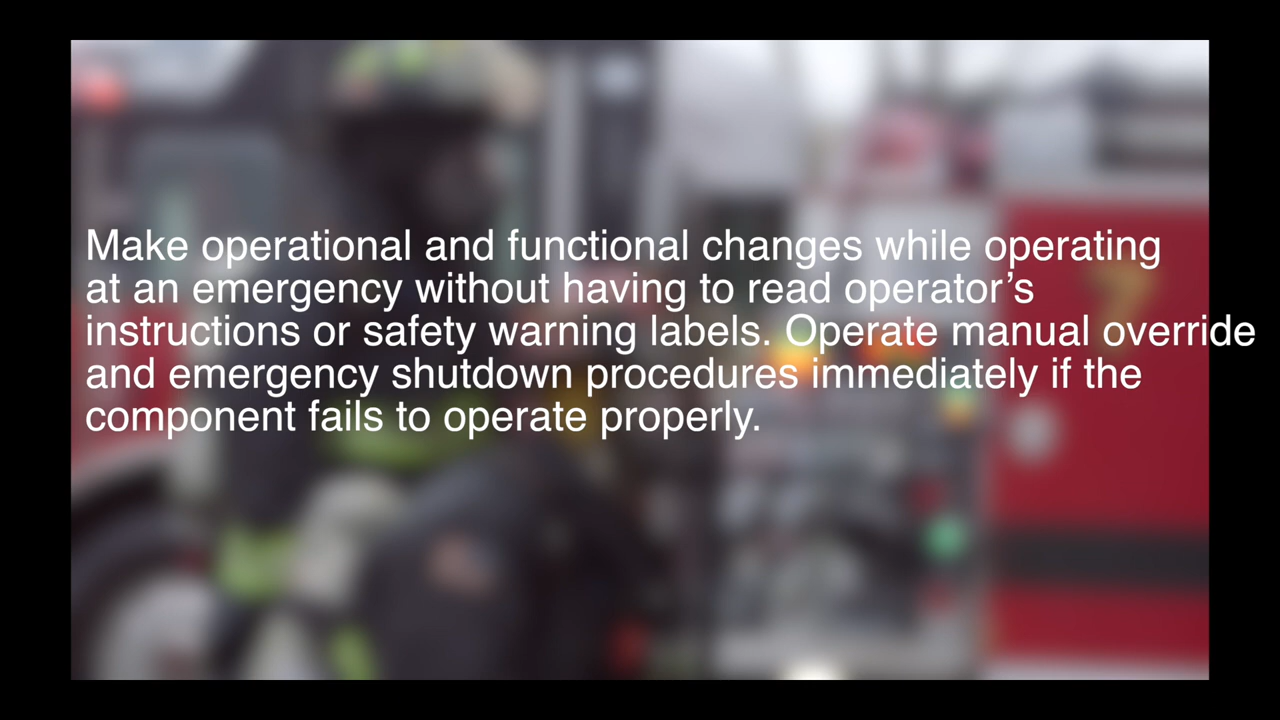 Make operational and functional changes while operating
at an emergency without having to read operator’s
instructions or safety warning labels. Operate manual override
and emergency shutdown procedures immediately if the
component fails to operate properly.
7